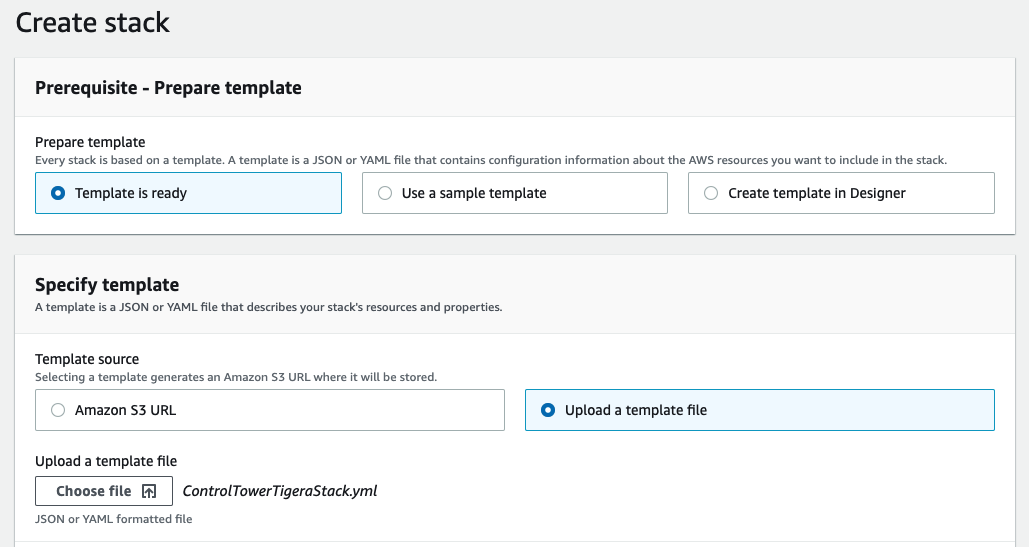 Create stack
Prerequisite - Prepare template
Prepare template
Every stack is based on a template. A template is a JSON or YAML file that contains configuration information about the AWS resources you want to include in the stack.
Template is ready
Use a sample template
Create template in Designer
Specify template
A template is a JSON or YAML file that describes your stack's resources and properties.
Template source
Selecting a template generates an Amazon S3 URL where it will be stored.
Amazon S3 URL
Upload a template file
Upload a template file
Choose file
ControlTowerTigeraStack.yml
JSON or YAML formatted file